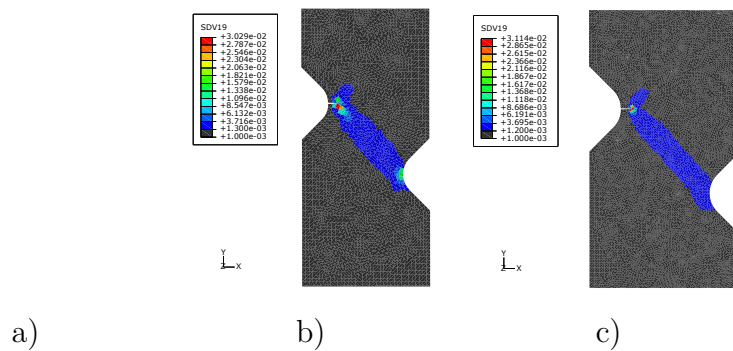 SDV19
+3.029e-02
+2.787e-02
+2.546e-02
+2.304e-02
+2.063e-02
+1.821e-02
+1.579e-02
+1.338e-02
+1.096e-02
+8.547e-03
+6.132e-03
+3.716e-03
+1.300e-03
+1.000e-03
SDV19
+3.114e-02
+2.865e-02
+2.615e-02
+2.366e-02
+2.116e-02
+1.867e-02
+1.617e-02
+1.368e-02
+1.118e-02
+8.686e-03
+6.191e-03
+3.695e-03
+1.200e-03
+1.000e-03
Y
Z X
Y
Z X
a) b) c)